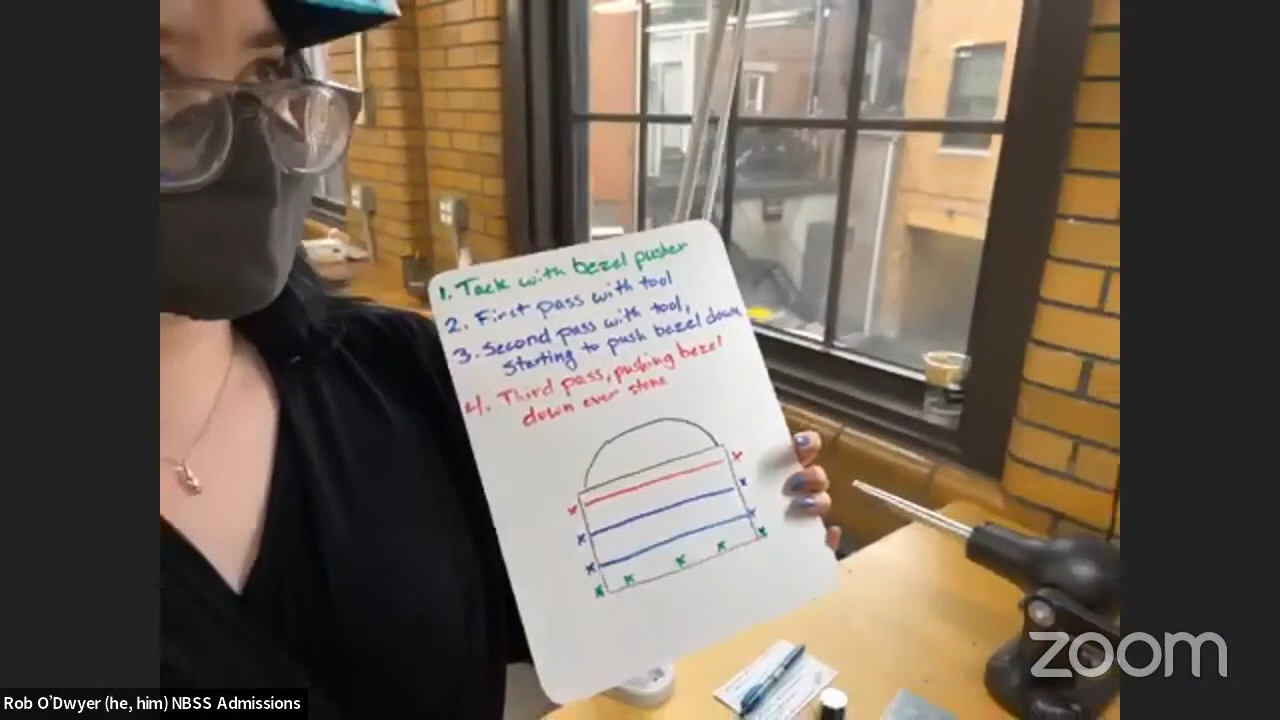 1. Tack with bezel pusher
2. First pass with tool
3. Second pass with tool,
starting to push bezel down
4. Third pass, pushing bezel
down over stone
zoom
Rob O'Dwyer (he, him) NBSS Admissions